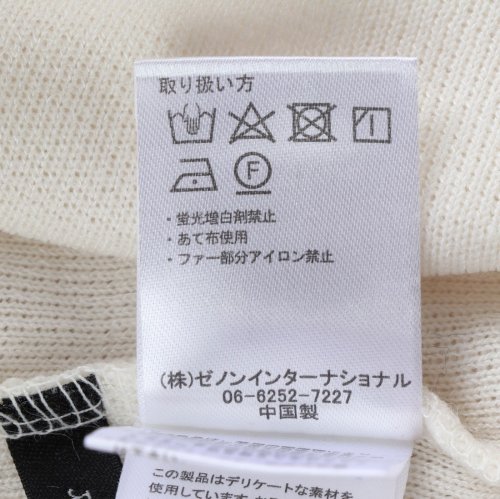 取り扱い方
F
・蛍光増白剤禁止
・あて布使用
・ファー部分アイロン禁止
(株)ゼノンインターナショナル
06-6252-7227
中国製
この製品はデリケートな素材を